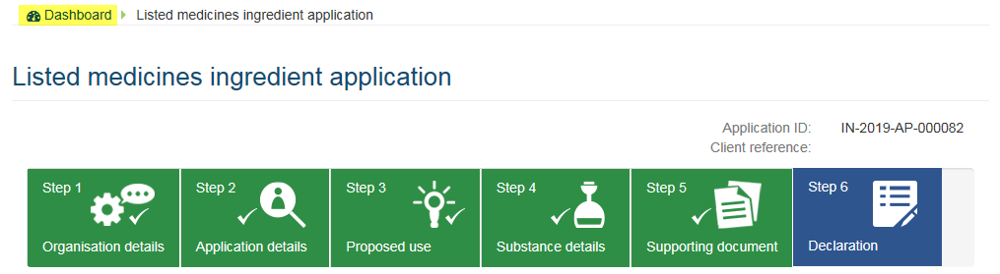 Dashboard Listed medicines ingredient application
Listed medicines ingredient application
Application ID: IN-2019-AP-000082
Client reference:
Step 1 Step 2 Step 3 Step 4 Step 5 Step 6
Organisation details Application details Proposed use Substance details Supporting document Declaration